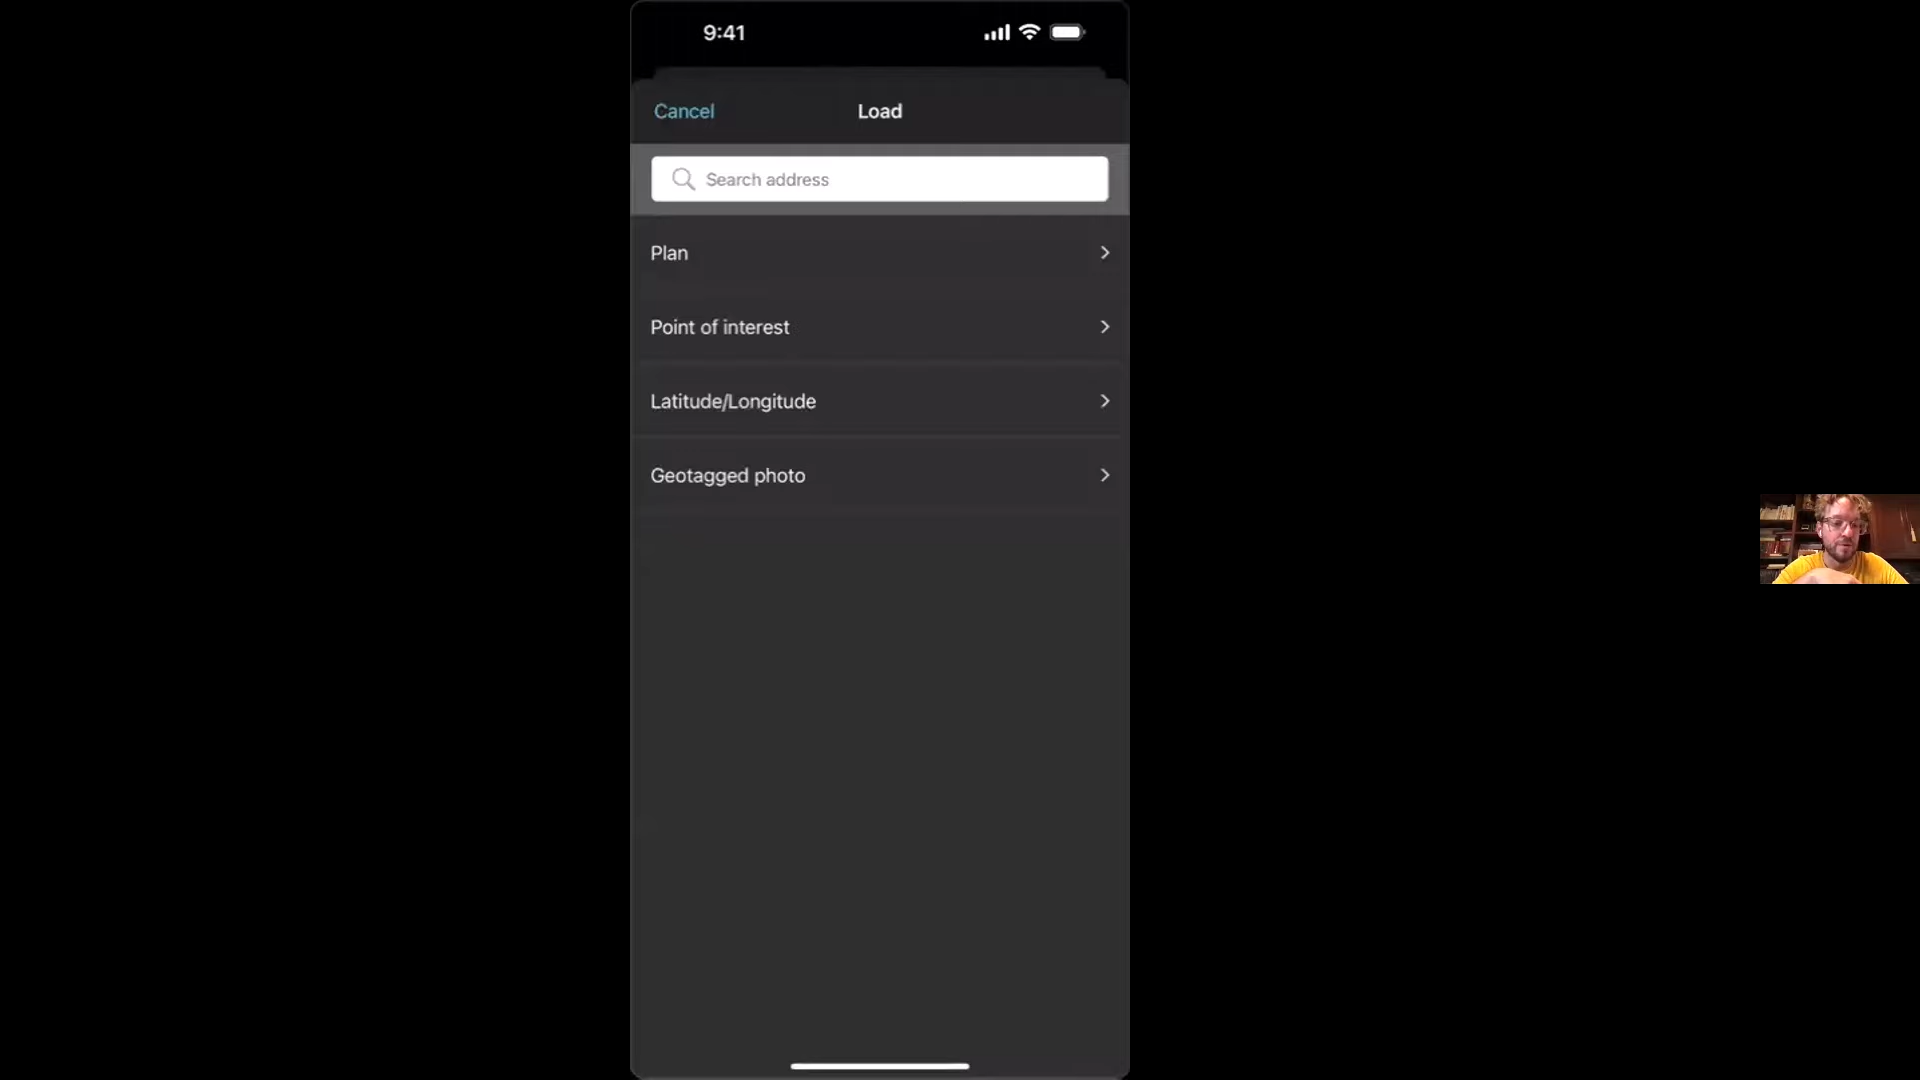 9:41
Cancel
Load
Search address
Plan
Point of interest
Latitude/Longitude
Geotagged photo